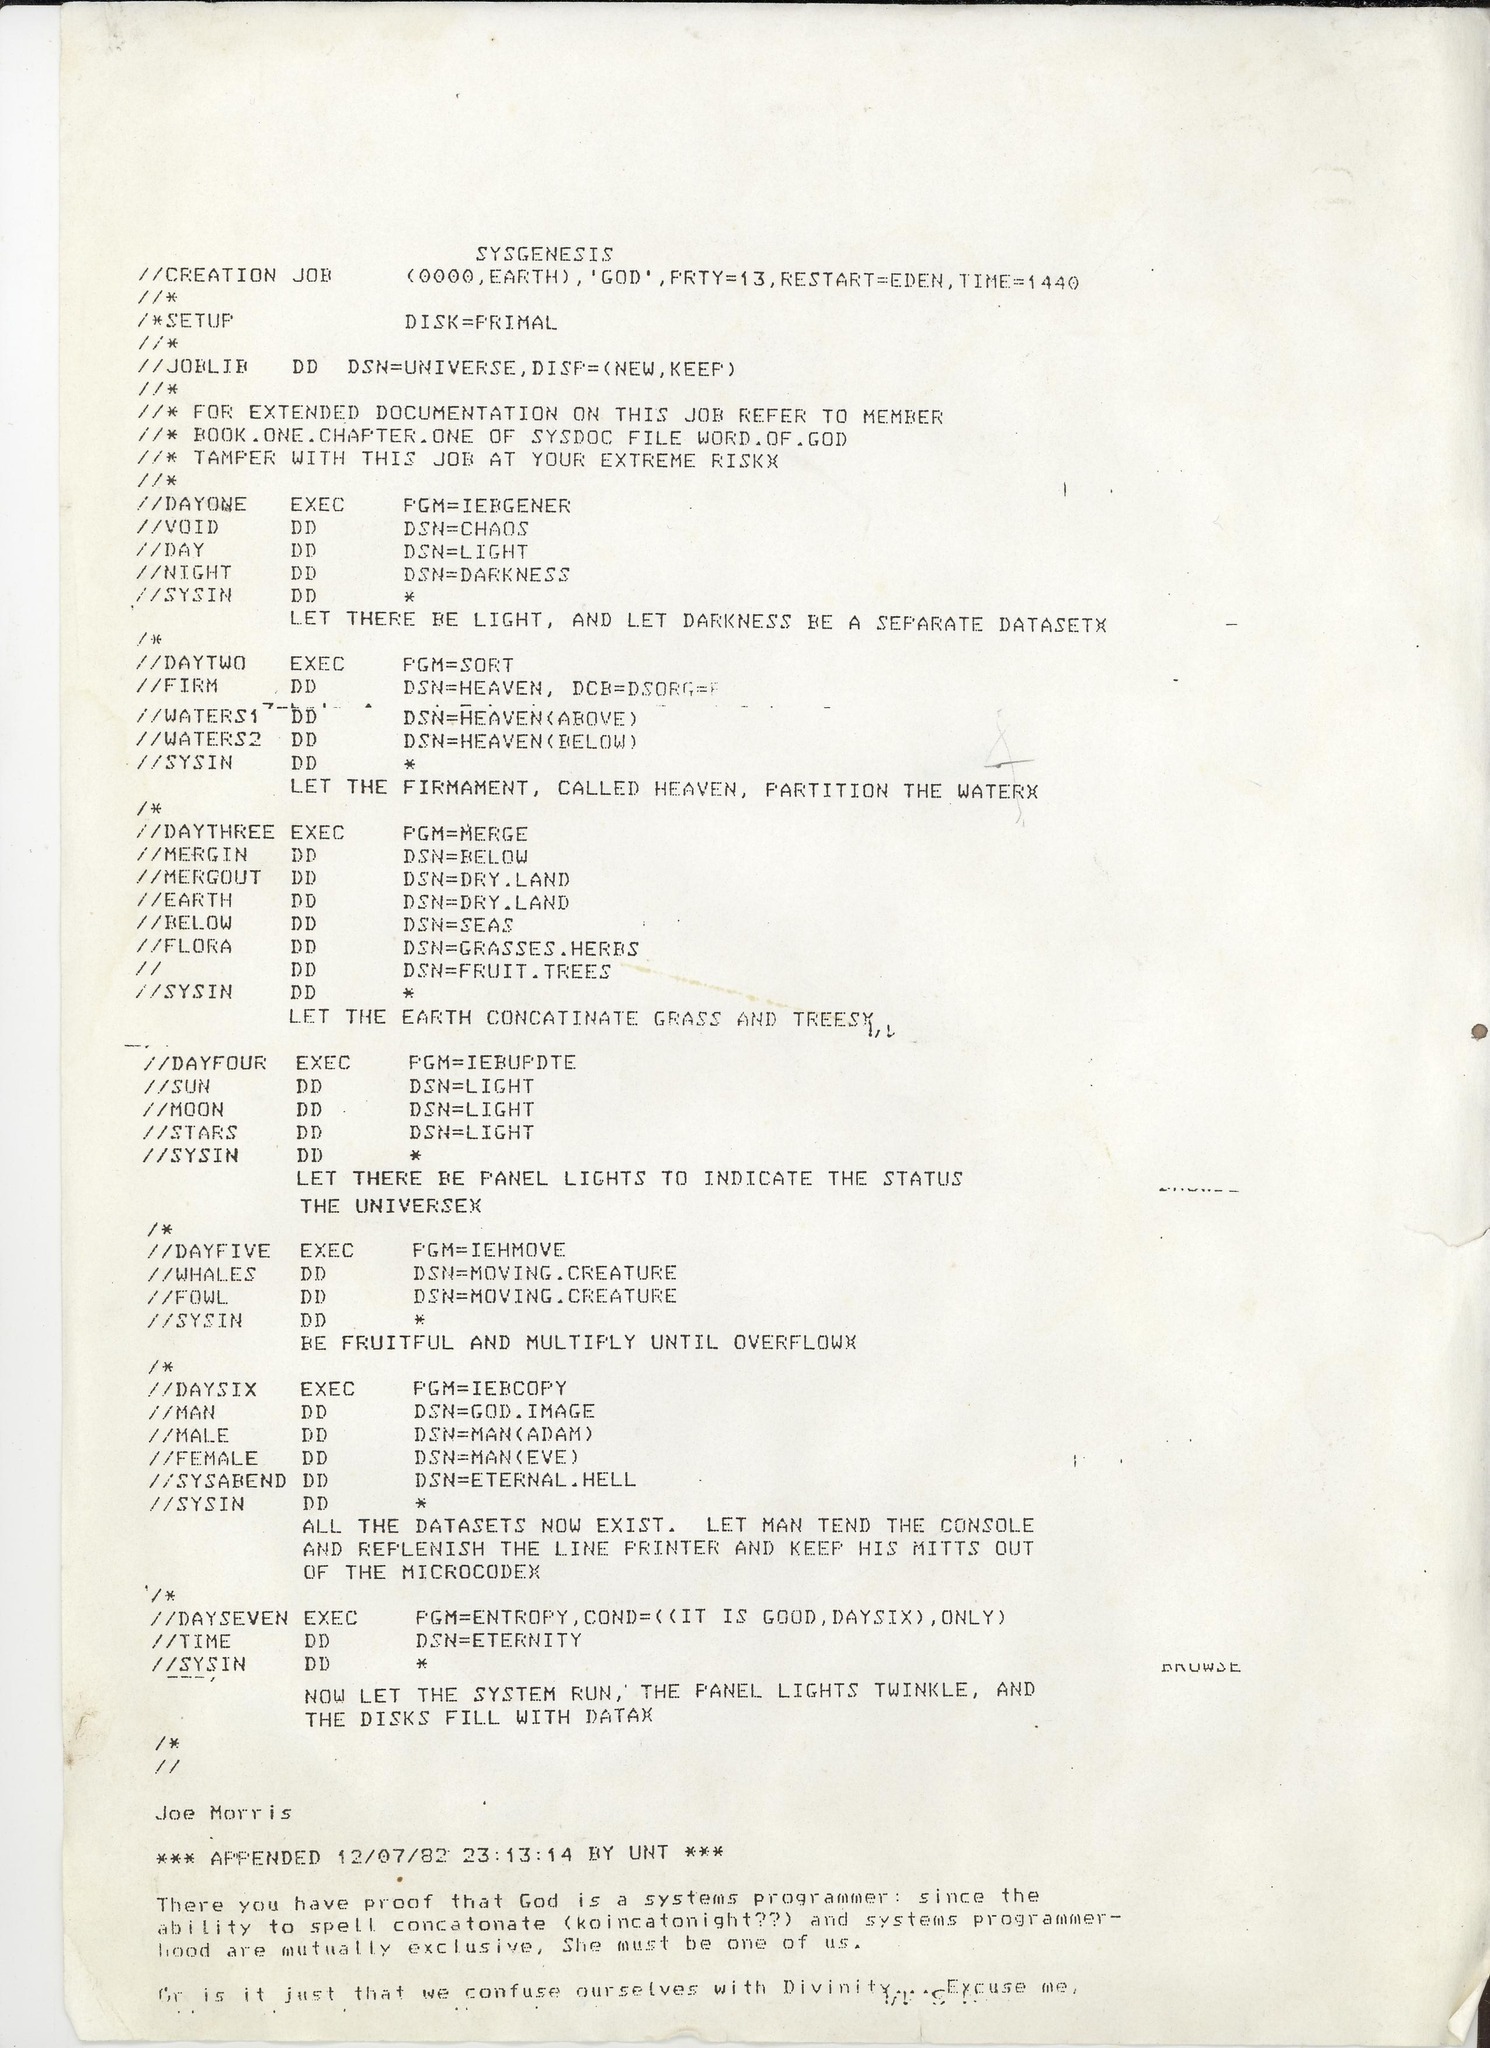 SYSGENESIS
//CREATION JOB (0000,EARTH),'GOD',PRTY=13,RESTART=EDEN,TIME=1440
//*
/*SETUP DISK=PRIMAL
//*
//JOBLIB DD DSN=UNIVERSE,DISP=(NEW,KEEP)
//*
//* FOR EXTENDED DOCUMENTATION ON THIS JOB REFER TO MEMBER
//* BOOK.ONE.CHAPTER.ONE OF SYSDOC FILE WORD.OF.GOD
//* TAMPER WITH THIS JOB AT YOUR EXTREME RISKX
//*
//DAYONE EXEC PGM=IEBGENER
//VOID DD DSN=CHAOS
//DAY DD DSN=LIGHT
//NIGHT DD DSN=DARKNESS
//SYSIN DD *
LET THERE BE LIGHT, AND LET DARKNESS BE A SEPARATE DATASETX
/*
//DAYTWO EXEC PGM=SORT
//FIRM DD DSN=HEAVEN, DCB=DSORG=
//WATERS1 DD DSN=HEAVEN(ABOVE)
//WATERS2 DD DSN=HEAVEN(BELOW)
//SYSIN DD *
LET THE FIRMAMENT, CALLED HEAVEN, PARTITION THE WATERX
/*
//DAYTHREE EXEC PGM=MERGE
//MERGIN DD DSN=BELOW
//MERGOUT DD DSN=DRY.LAND
//EARTH DD DSN=DRY.LAND
//BELOW DD DSN=SEAS
//FLORA DD DSN=GRASSES.HERBS
// DD DSN=FRUIT.TREES
//SYSIN DD *
LET THE EARTH CONCATINATE GRASS AND TREESX
//DAYFOUR EXEC PGM=IEBUPDTE
//SUN DD DSN=LIGHT
//MOON DD DSN=LIGHT
//STARS DD DSN=LIGHT
//SYSIN DD *
LET THERE BE PANEL LIGHTS TO INDICATE THE STATUS
THE UNIVERSEX
/*
//DAYFIVE EXEC PGM=IEHMOVE
//WHALES DD DSN=MOVING.CREATURE
//FOWL DD DSN=MOVING.CREATURE
//SYSIN DD *
BE FRUITFUL AND MULTIPLY UNTIL OVERFLOWX
/*
//DAYSIX EXEC PGM=IEBCOPY
//MAN DD DSN=GOD.IMAGE
//MALE DD DSN=MAN(ADAM)
//FEMALE DD DSN=MAN(EVE)
//SYSABEND DD DSN=ETERNAL.HELL
//SYSIN DD *
ALL THE DATASETS NOW EXIST. LET MAN TEND THE CONSOLE
AND REPLENISH THE LINE PRINTER AND KEEP HIS MITTS OUT
OF THE MICROCODEX
/*
//DAYSEVEN EXEC PGM=ENTROPY,COND=((IT IS GOOD,DAYSIX),ONLY)
//TIME DD DSN=ETERNITY
//SYSIN DD *
BROWSE
NOW LET THE SYSTEM RUN, THE PANEL LIGHTS TWINKLE, AND
THE DISKS FILL WITH DATAX
/*
//
Joe Morris
*** APPENDED 12/07/82 23:13:14 BY UNT ***
There you have proof that God is a systems programmer: since the
ability to spell concatonate (koincatonight??) and systems programmer-
hood are mutually exclusive, She must be one of us.
Or is it just that we confuse ourselves with Divinity... Excuse me,